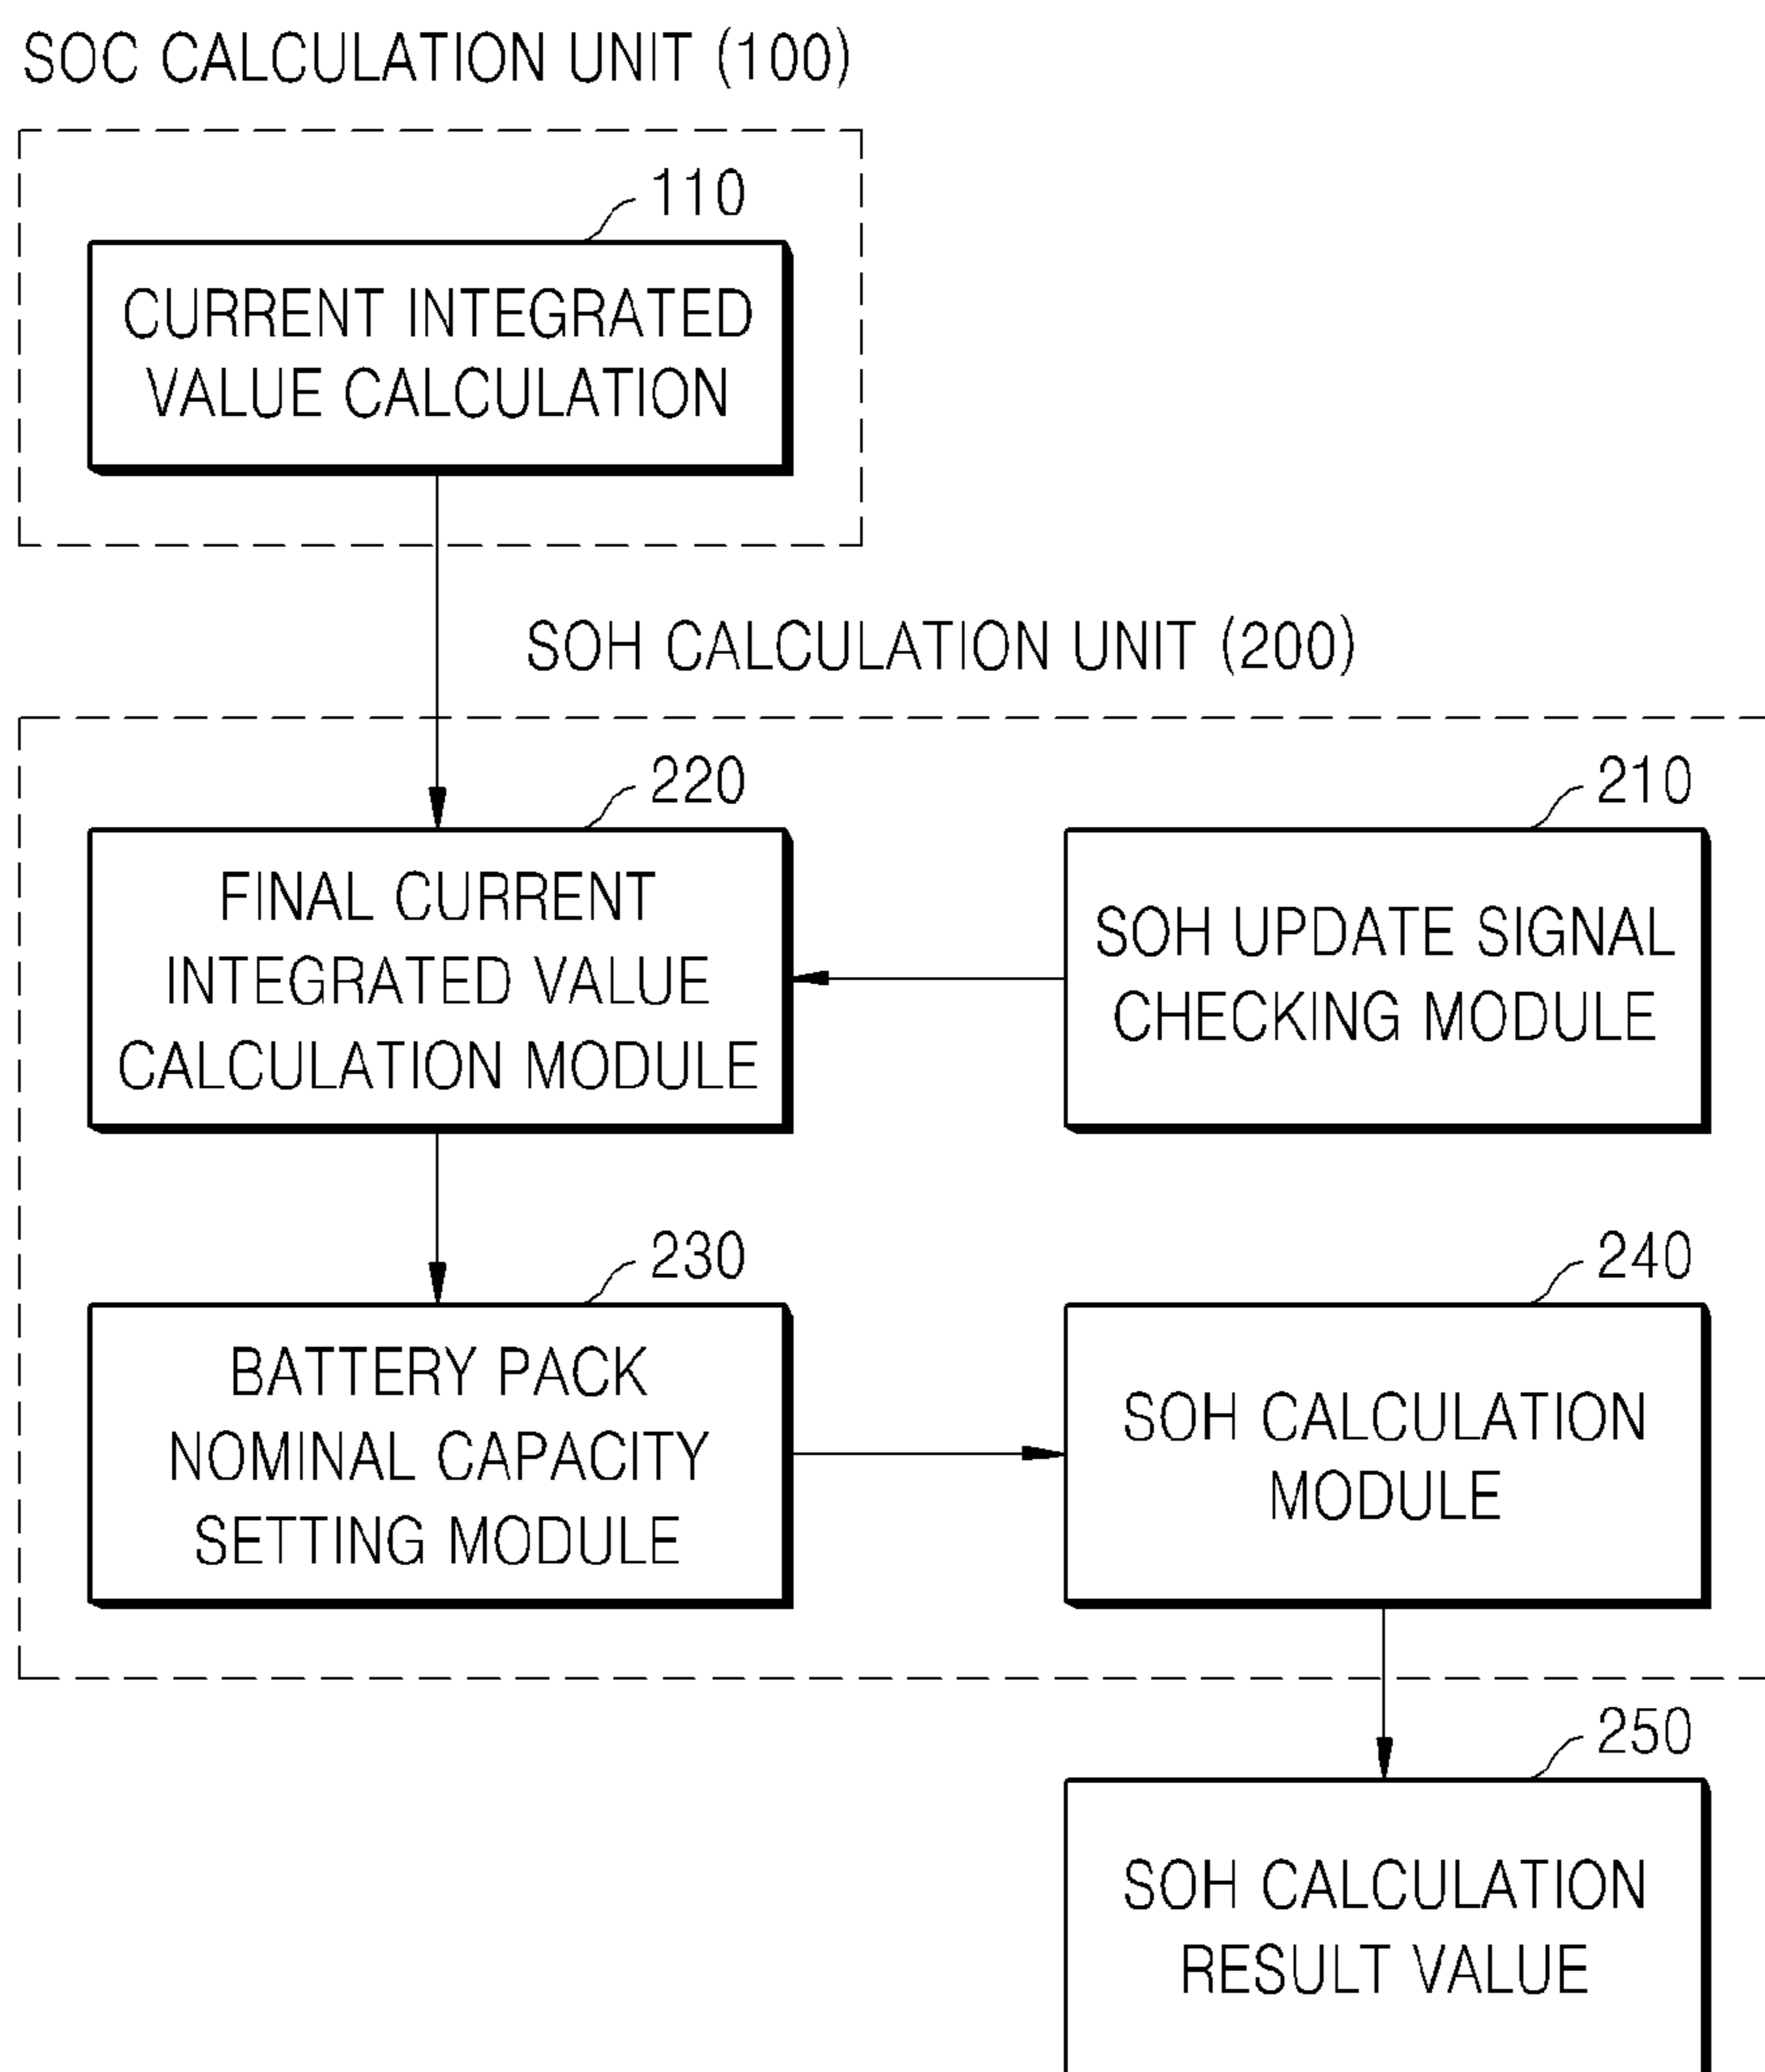 SOC CALCULATION UNIT (100)
110
CURRENT INTEGRATED
VALUE CALCULATION
SOH CALCULATION UNIT (200)
220
FINAL CURRENT
INTEGRATED VALUE
CALCULATION MODULE
210
SOH UPDATE SIGNAL
CHECKING MODULE
230
BATTERY PACK
NOMINAL CAPACITY
SETTING MODULE
240
SOH CALCULATION
MODULE
250
SOH CALCULATION
RESULT VALUE